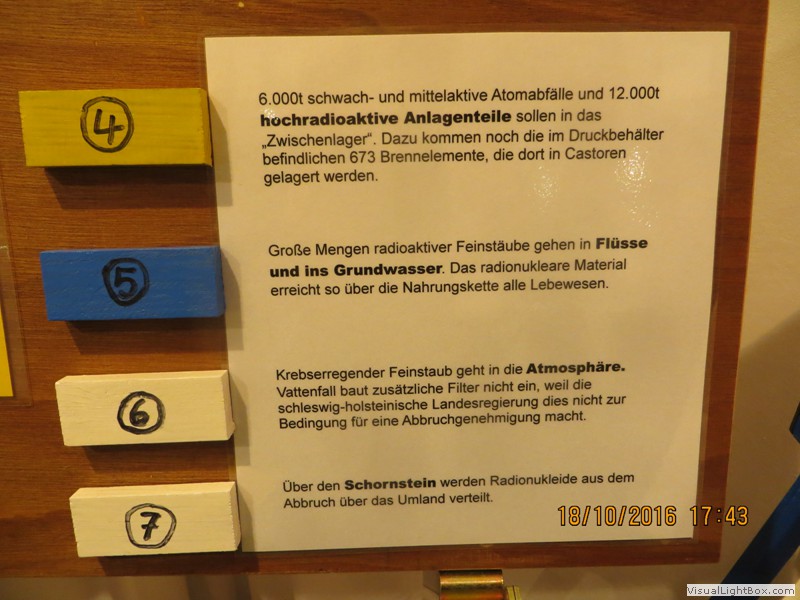 4
6.000t schwach- und mittelaktive Atomabfälle und 12.000t
hochradioaktive Anlagenteile sollen in das
„Zwischenlager“. Dazu kommen noch die im Druckbehälter
befindlichen 673 Brennelemente, die dort in Castoren
gelagert werden.
5
Große Mengen radioaktiver Feinstäube gehen in Flüsse
und ins Grundwasser. Das radionukleare Material
erreicht so über die Nahrungskette alle Lebewesen.
6
Krebserregender Feinstaub geht in die Atmosphäre.
Vattenfall baut zusätzliche Filter nicht ein, weil die
schleswig-holsteinische Landesregierung dies nicht zur
Bedingung für eine Abbruchgenehmigung macht.
7
Über den Schornstein werden Radionukleide aus dem
Abbruch über das Umland verteilt.
18/10/2016 17:43
VisualLightBox.com